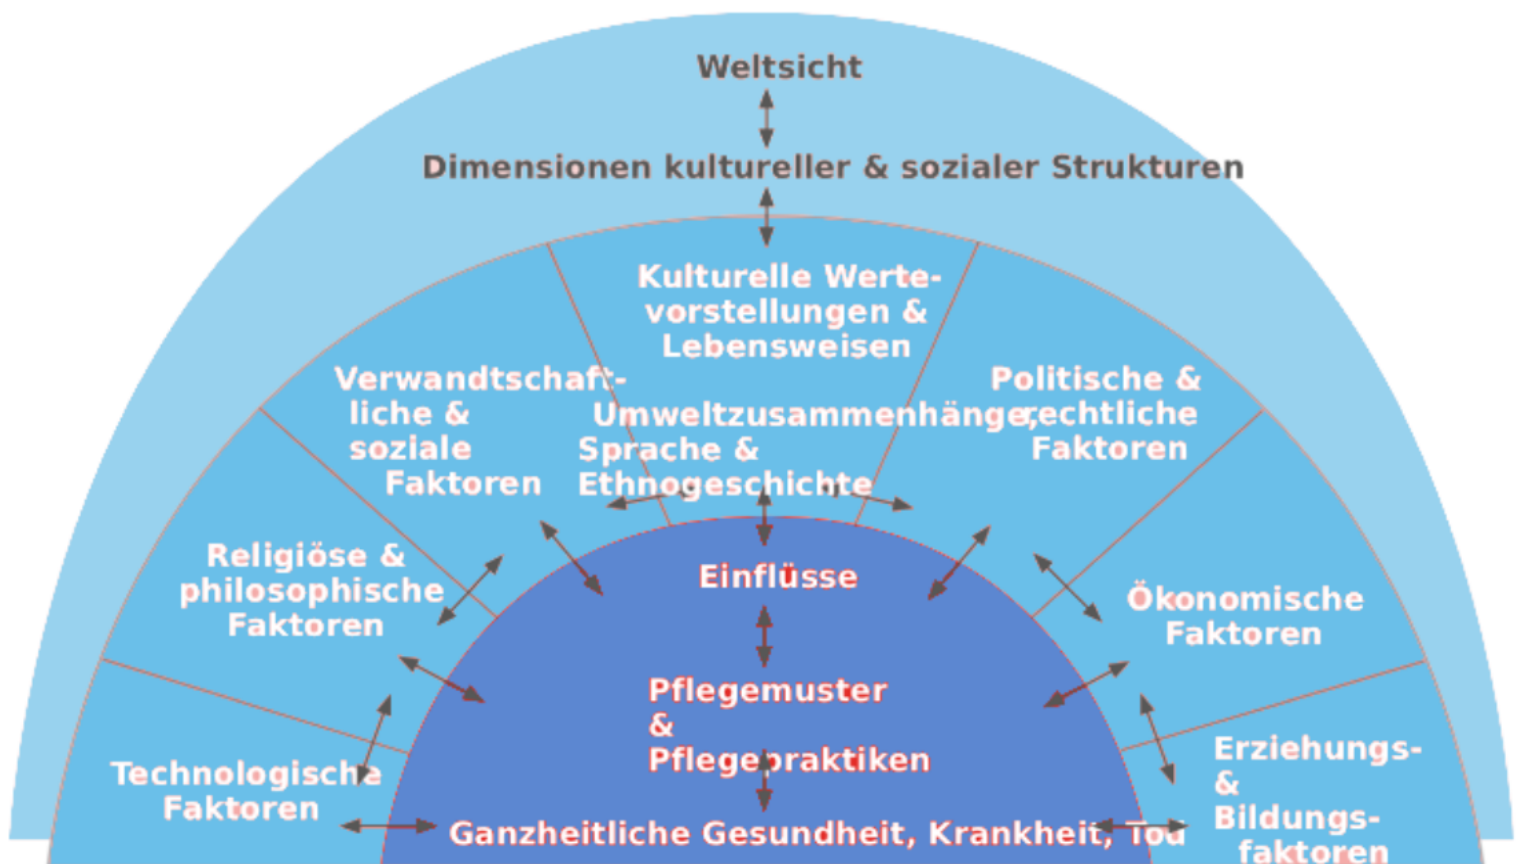 Weltsicht
Dimensionen kultureller & sozialer Strukturen
Kulturelle Werte-
vorstellungen &
Lebensweisen
Verwandtschaft-
liche &
soziale
Faktoren
Umweltzusammenhänge,
Sprache &
Ethnogeschichte
Politische &
rechtliche
Faktoren
Religiöse &
philosophische
Faktoren
Einflüsse
Ökonomische
Faktoren
Pflegemuster
&
Pflegepraktiken
Technologische
Faktoren
Erziehungs-
&
Bildungs-
faktoren
Ganzheitliche Gesundheit, Krankheit, Tod